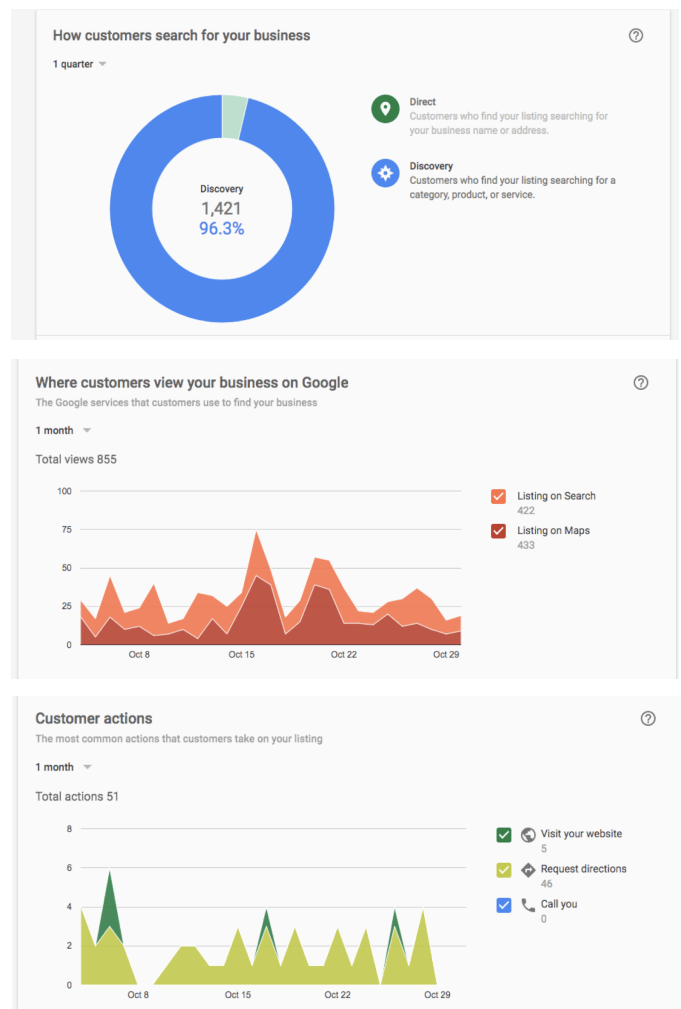 How customers search for your business
1 quarter
Direct
Customers who find your listing searching for
your business name or address.
Discovery
Customers who find your listing searching for a
category, product, or service.
Discovery
1,421
96.3%
Where customers view your business on Google
The Google services that customers use to find your business
1 month
Total views 855
100
75
50
25
0
Oct 8
Oct 15
Oct 22
Oct 29
Listing on Search
422
Listing on Maps
433
Customer actions
The most common actions that customers take on your listing
1 month
Total actions 51
8
6
4
2
0
Oct 8
Oct 15
Oct 22
Oct 29
Visit your website
5
Request directions
46
Call you
0